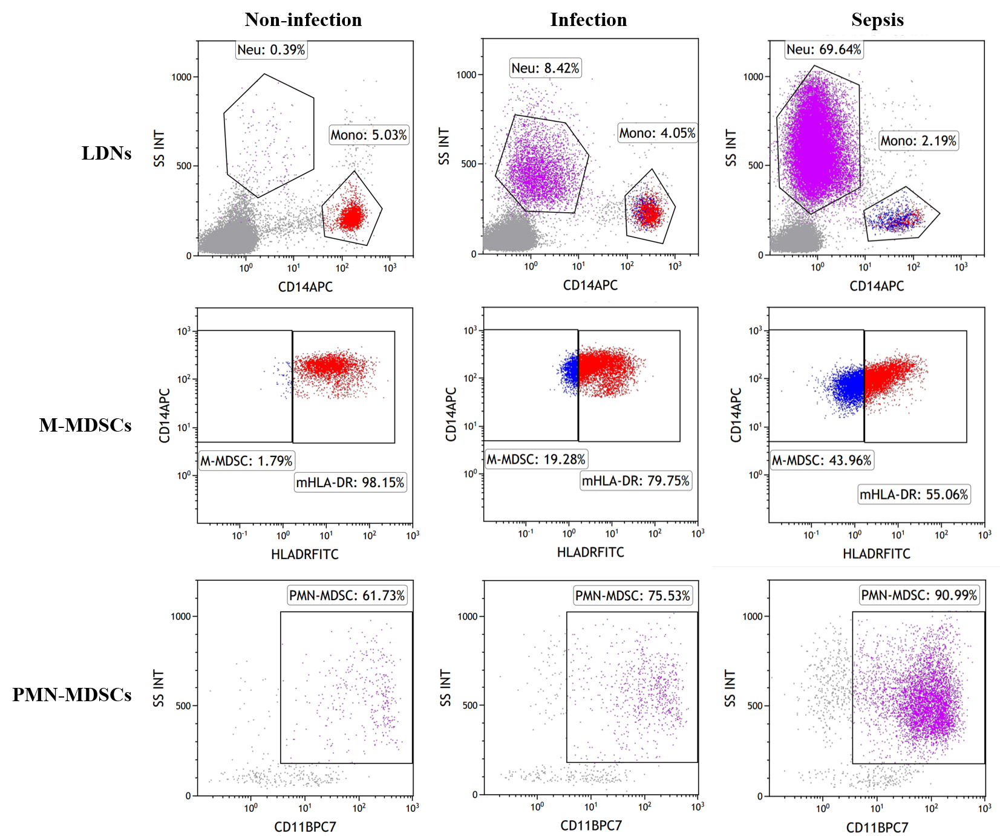 Non-infection
Infection
Sepsis
LDNs
Neu: 0.39%
Mono: 5.03%
1000
500
0
SS INT
10⁰
10¹
10²
10³
CD14APC
Neu: 8.42%
Mono: 4.05%
1000
500
0
SS INT
10⁰
10¹
10²
10³
CD14APC
Neu: 69.64%
Mono: 2.19%
1000
500
0
SS INT
10⁰
10¹
10²
10³
CD14APC
M-MDSCs
10³
10²
10¹
10⁰
CD14APC
M-MDSC: 1.79%
mHLA-DR: 98.15%
10⁻¹
10⁰
10¹
10²
10³
HLADRFITC
10³
10²
10¹
10⁰
CD14APC
M-MDSC: 19.28%
mHLA-DR: 79.75%
10⁻¹
10⁰
10¹
10²
10³
HLADRFITC
10³
10²
10¹
10⁰
CD14APC
M-MDSC: 43.96%
mHLA-DR: 55.06%
10⁻¹
10⁰
10¹
10²
10³
HLADRFITC
PMN-MDSCs
PMN-MDSC: 61.73%
1000
500
0
SS INT
10⁰
10¹
10²
10³
CD11BPC7
PMN-MDSC: 75.53%
1000
500
0
SS INT
10⁰
10¹
10²
10³
CD11BPC7
PMN-MDSC: 90.99%
1000
500
0
SS INT
10⁰
10¹
10²
10³
CD11BPC7